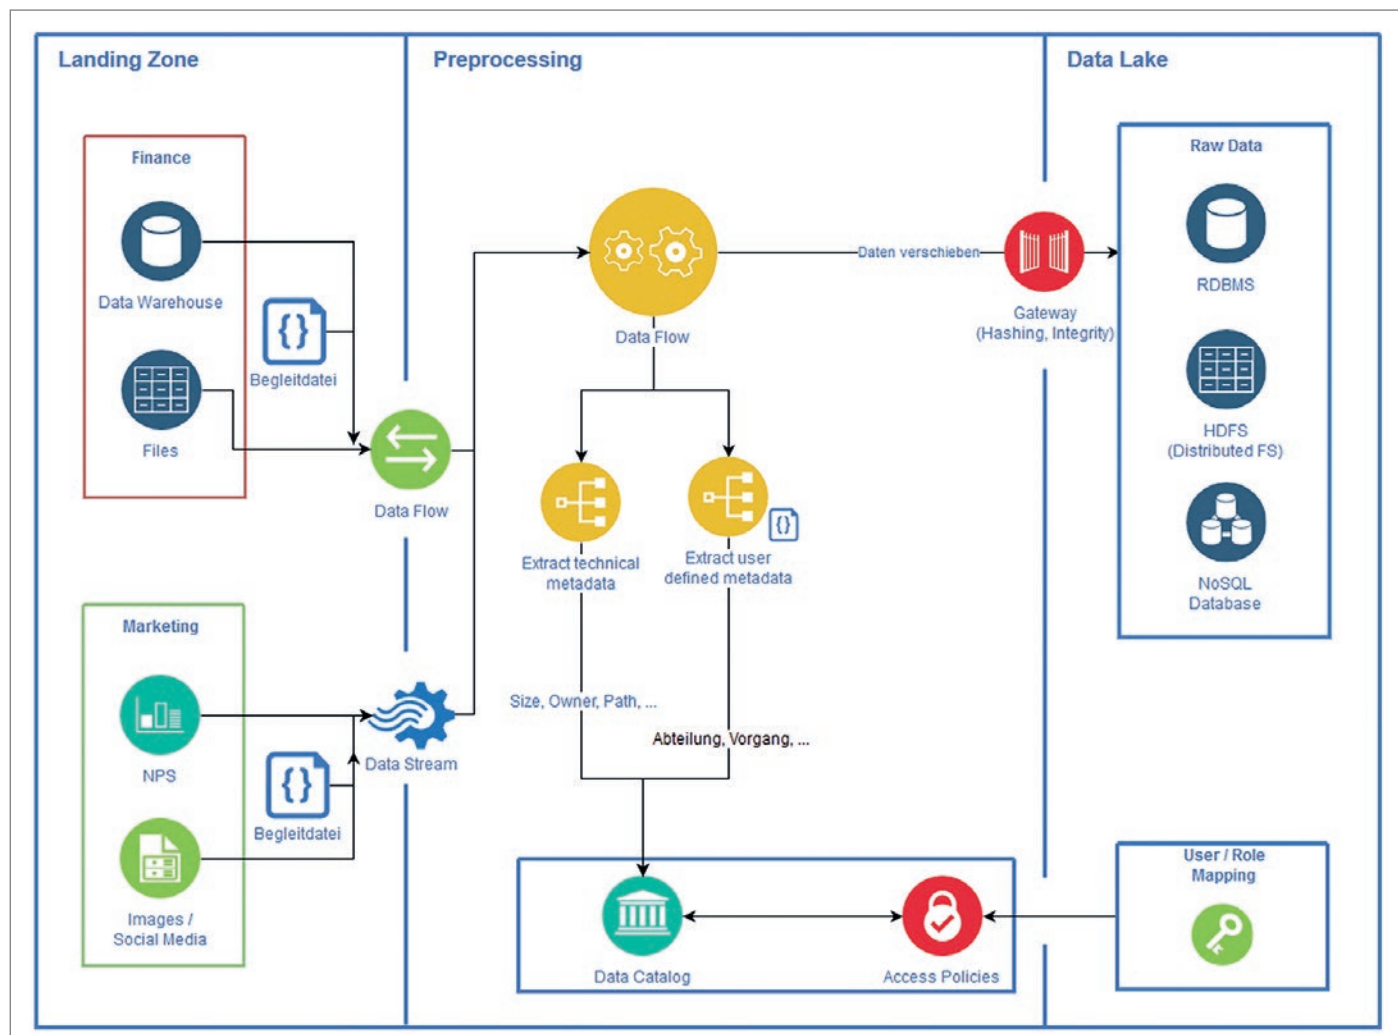 Landing Zone
Preprocessing
Data Lake
Finance
Data Warehouse
Begleitdatei
Files
Data Flow
Marketing
NPS
Begleitdatei
Images /
Social Media
Data Stream
Data Flow
Daten verschieben
Extract technical
metadata
Extract user
defined metadata
Size, Owner, Path, ...
Abteilung, Vorgang, ...
Data Catalog
Access Policies
Gateway
(Hashing, Integrity)
Raw Data
RDBMS
HDFS
(Distributed FS)
NoSQL
Database
User / Role
Mapping